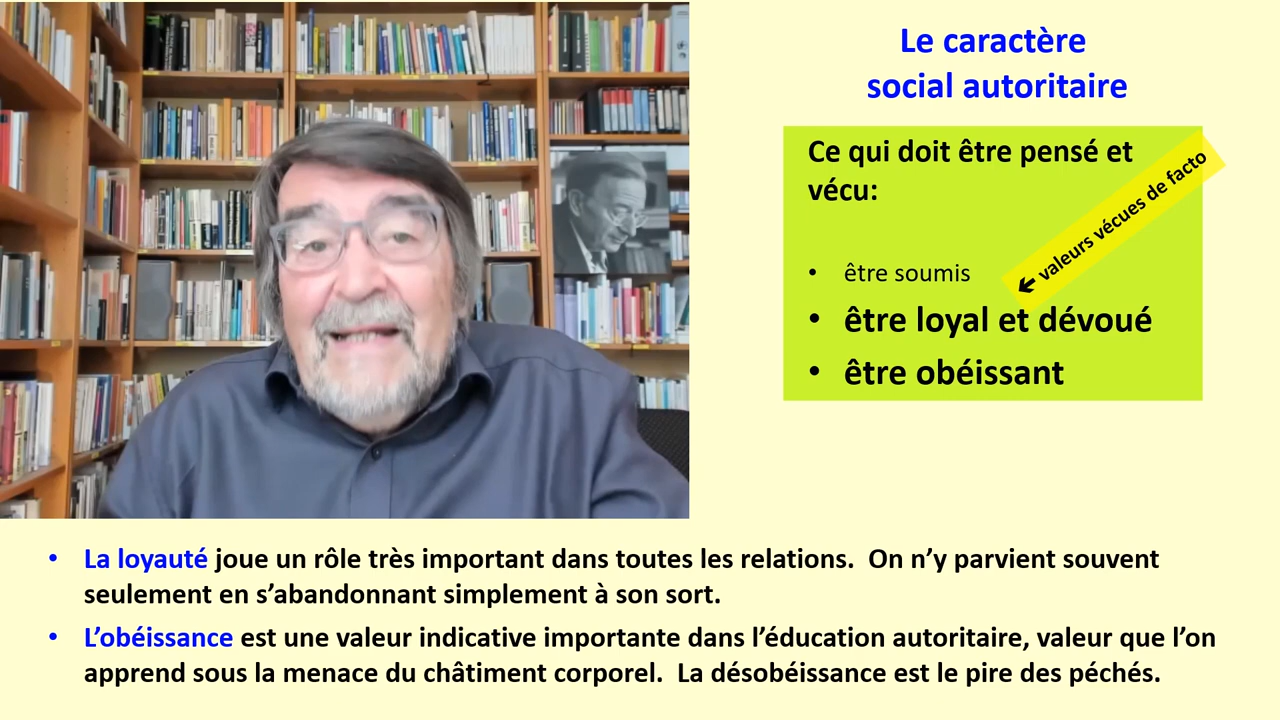 Le caractère
social autoritaire
Ce qui doit être pensé et
vécu:
← valeurs vécues de facto
• être soumis
• être loyal et dévoué
• être obéissant
• La loyauté joue un rôle très important dans toutes les relations.  On n’y parvient souvent
seulement en s’abandonnant simplement à son sort.
• L’obéissance est une valeur indicative importante dans l’éducation autoritaire, valeur que l’on
apprend sous la menace du châtiment corporel.  La désobéissance est le pire des péchés.